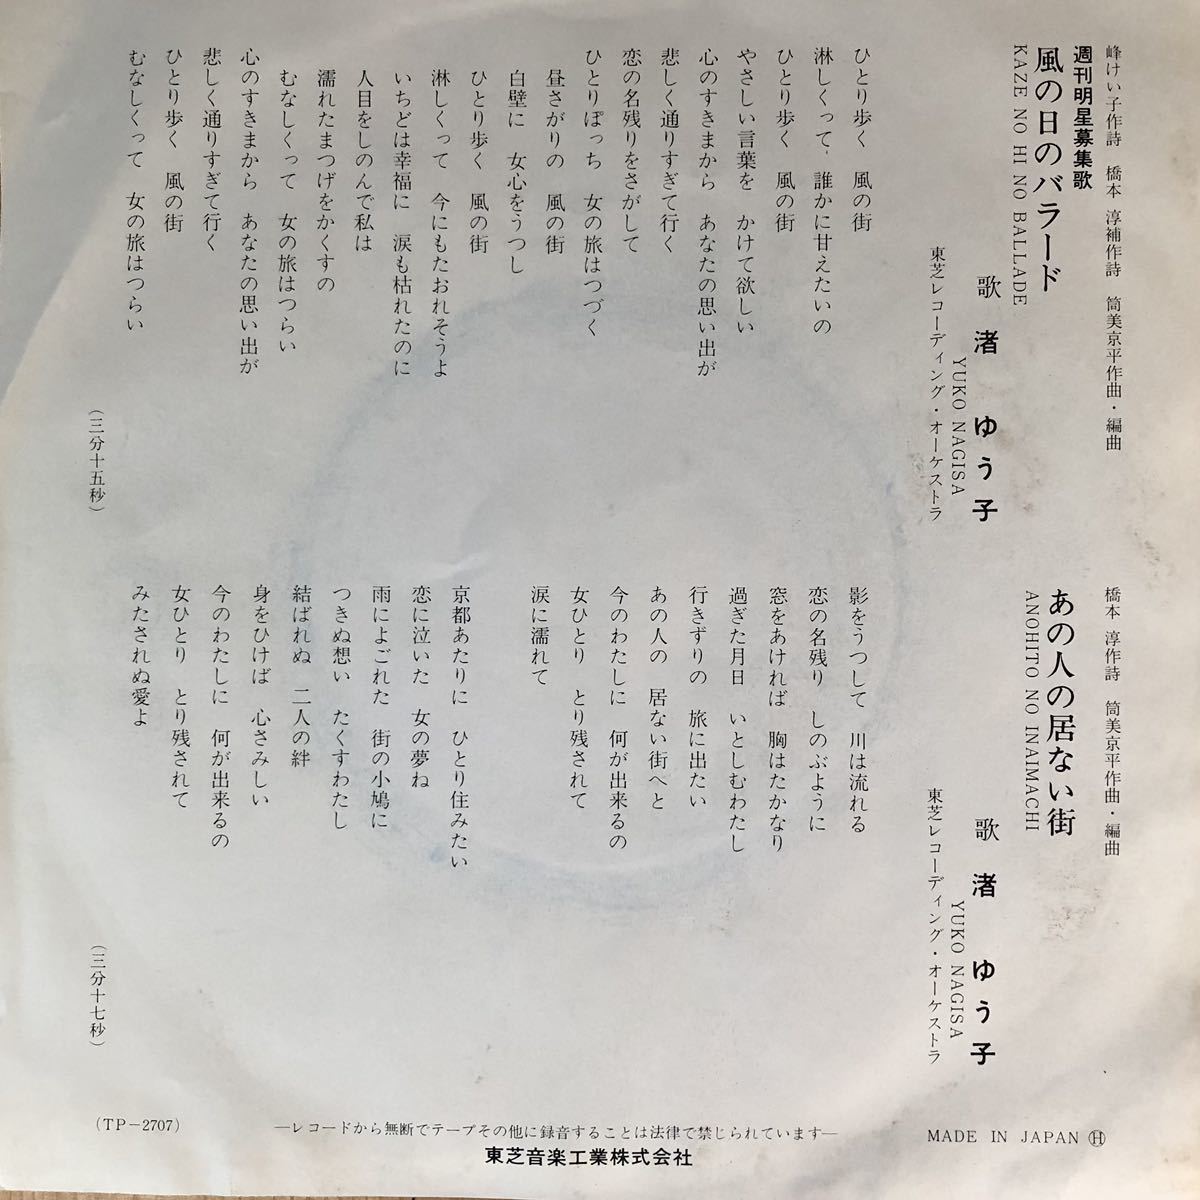 峰けい子作詩　橋本　淳補作詩　筒美京平作曲・編曲
週刊明星募集歌
風の日のバラード
KAZE NO HI NO BALLADE
歌　渚　ゆう子
YUKO NAGISA
東芝レコーディング・オーケストラ
ひとり歩く　風の街
淋しくって　誰かに甘えたいの
ひとり歩く　風の街
やさしい言葉を　かけて欲しい
心のすきまから　あなたの思い出が
悲しく通りすぎて行く
恋の名残りをさがして
ひとりぽっち　女の旅はつづく
昼さがりの　風の街
白壁に　女心をうつし
ひとり歩く　風の街
淋しくって　今にもたおれそうよ
いちどは幸福に　涙も枯れたのに
人目をしのんで私は
濡れたまつげをかくすの
むなしくって　女の旅はつらい
心のすきまから　あなたの思い出が
悲しく通りすぎて行く
ひとり歩く　風の街
むなしくって　女の旅はつらい
(三分十五秒)
橋本　淳作詩　筒美京平作曲・編曲
あの人の居ない街
ANOHITO NO INAIMACHI
歌　渚　ゆう子
YUKO NAGISA
東芝レコーディング・オーケストラ
影をうつして　川は流れる
恋の名残り　しのぶように
窓をあければ　胸はたかなり
過ぎた月日　いとしむわたし
行きずりの　旅に出たい
あの人の　居ない街へと
今のわたしに　何が出来るの
女ひとり　とり残されて
涙に濡れて
京都あたりに　ひとり住みたい
恋に泣いた　女の夢ね
雨によごれた　街の小鳩に
つきぬ想い　たくすわたし
結ばれぬ　二人の絆
身をひけば　心さみしい
今のわたしに　何が出来るの
女ひとり　とり残されて
みたされぬ愛よ
(三分十七秒)
(TP-2707)
―レコードから無断でテープその他に録音することは法律で禁じられています―
東芝音楽工業株式会社
MADE IN JAPAN Ⓗ